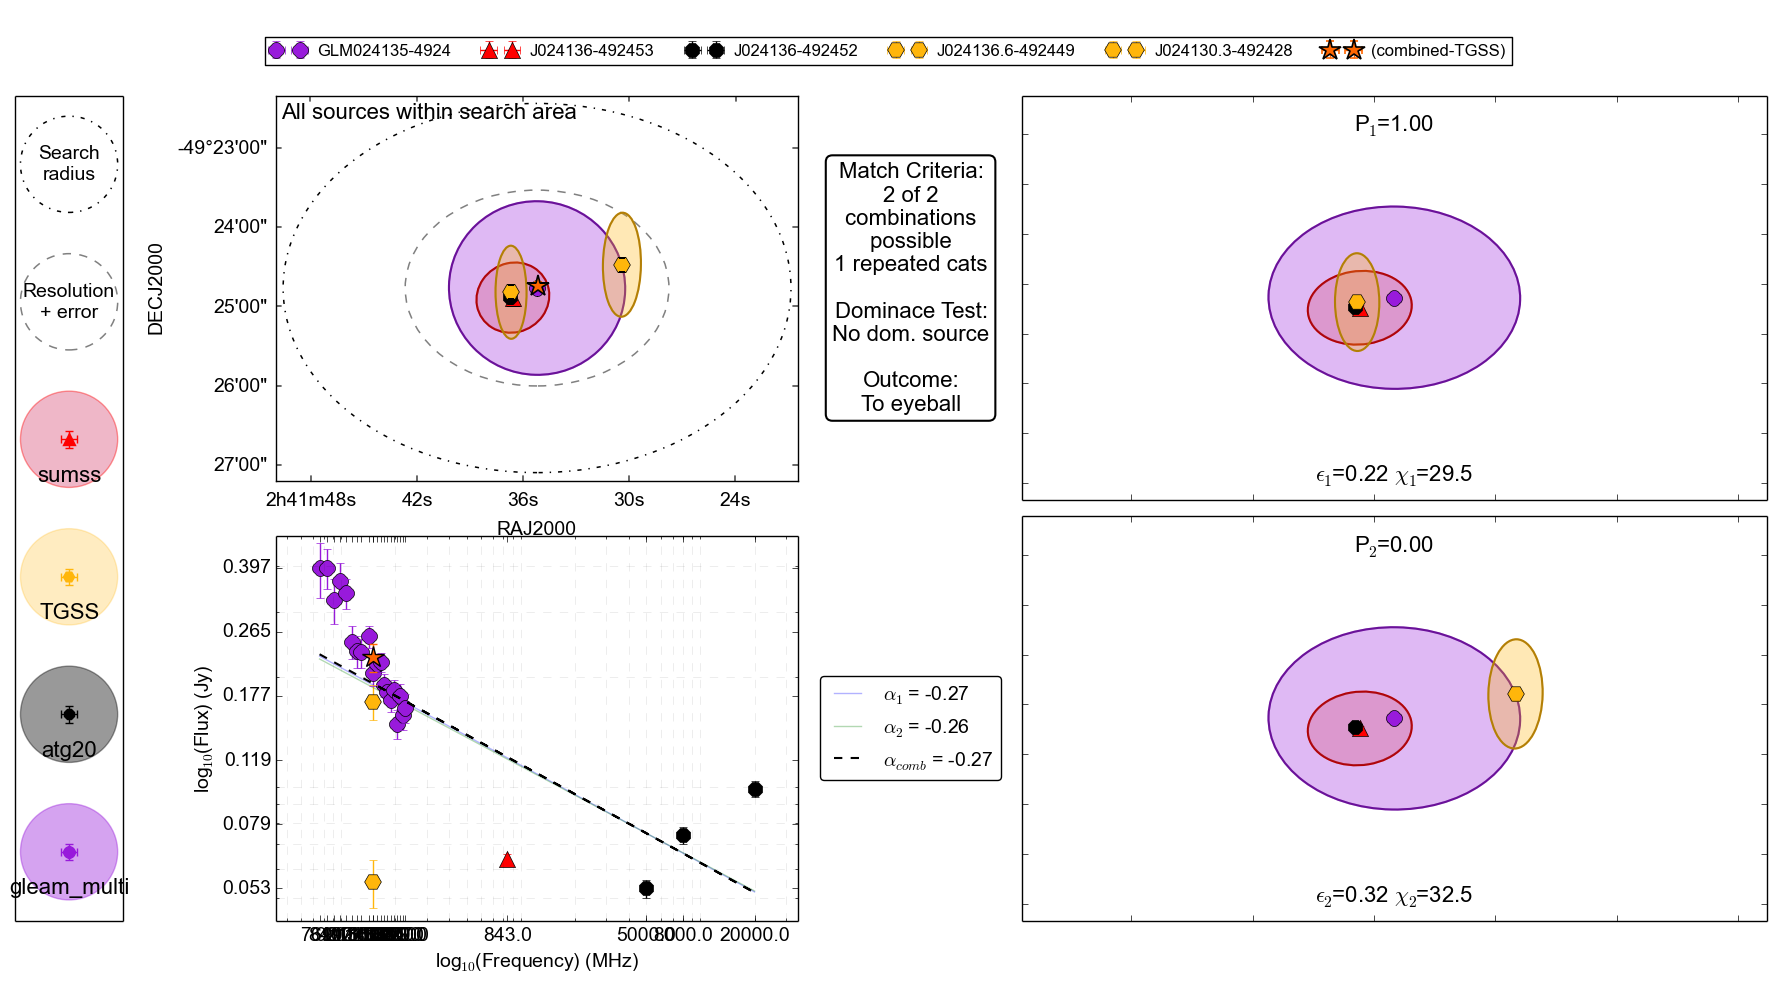 GLM024135-4924 J024136-492453 J024136-492452 J024136.6-492449 J024130.3-492428 (combined-TGSS)
Search
radius
Resolution
+ error
sumss
TGSS
atg20
gleam_multi
All sources within search area
DECJ2000
-49°23'00"
24'00"
25'00"
26'00"
27'00"
2h41m48s 42s 36s 30s 24s
RAJ2000
Match Criteria:
2 of 2
combinations
possible
1 repeated cats
Dominace Test:
No dom. source
Outcome:
To eyeball
P₁=1.00
ϵ₁=0.22 χ₁=29.5
log₁₀(Flux) (Jy)
0.397
0.265
0.177
0.119
0.079
0.053
843.0 20000.0
log₁₀(Frequency) (MHz)
α₁ = -0.27
α₂ = -0.26
α_comb = -0.27
P₂=0.00
ϵ₂=0.32 χ₂=32.5